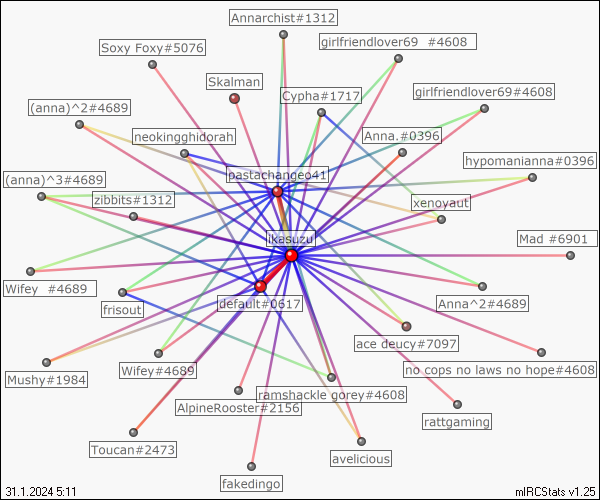 Annarchist#1312
girlfriendlover69 #4608
Soxy Foxy#5076
Skalman
Cypha#1717
girlfriendlover69#4608
(anna)^2#4689
neokingghidorah
Anna.#0396
hypomanianna#0396
pastachangeo41
(anna)^3#4689
zibbits#1312
xenoyaut
ikasuzu
Mad #6901
Wifey #4689
default#0617
Anna^2#4689
frisout
ace deucy#7097
no cops no laws no hope#4608
Wifey#4689
Mushy#1984
ramshackle gorey#4608
AlpineRooster#2156
rattgaming
Toucan#2473
avelicious
fakedingo
31.1.2024 5:11
mIRCStats v1.25